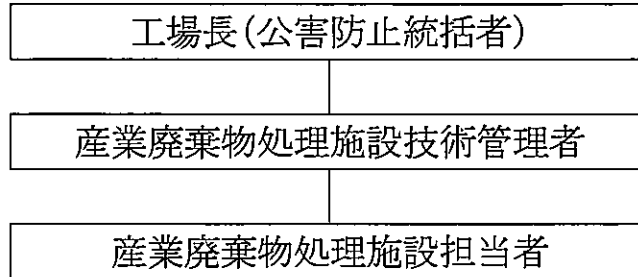 工場長(公害防止統括者)
産業廃棄物処理施設技術管理者
産業廃棄物処理施設担当者